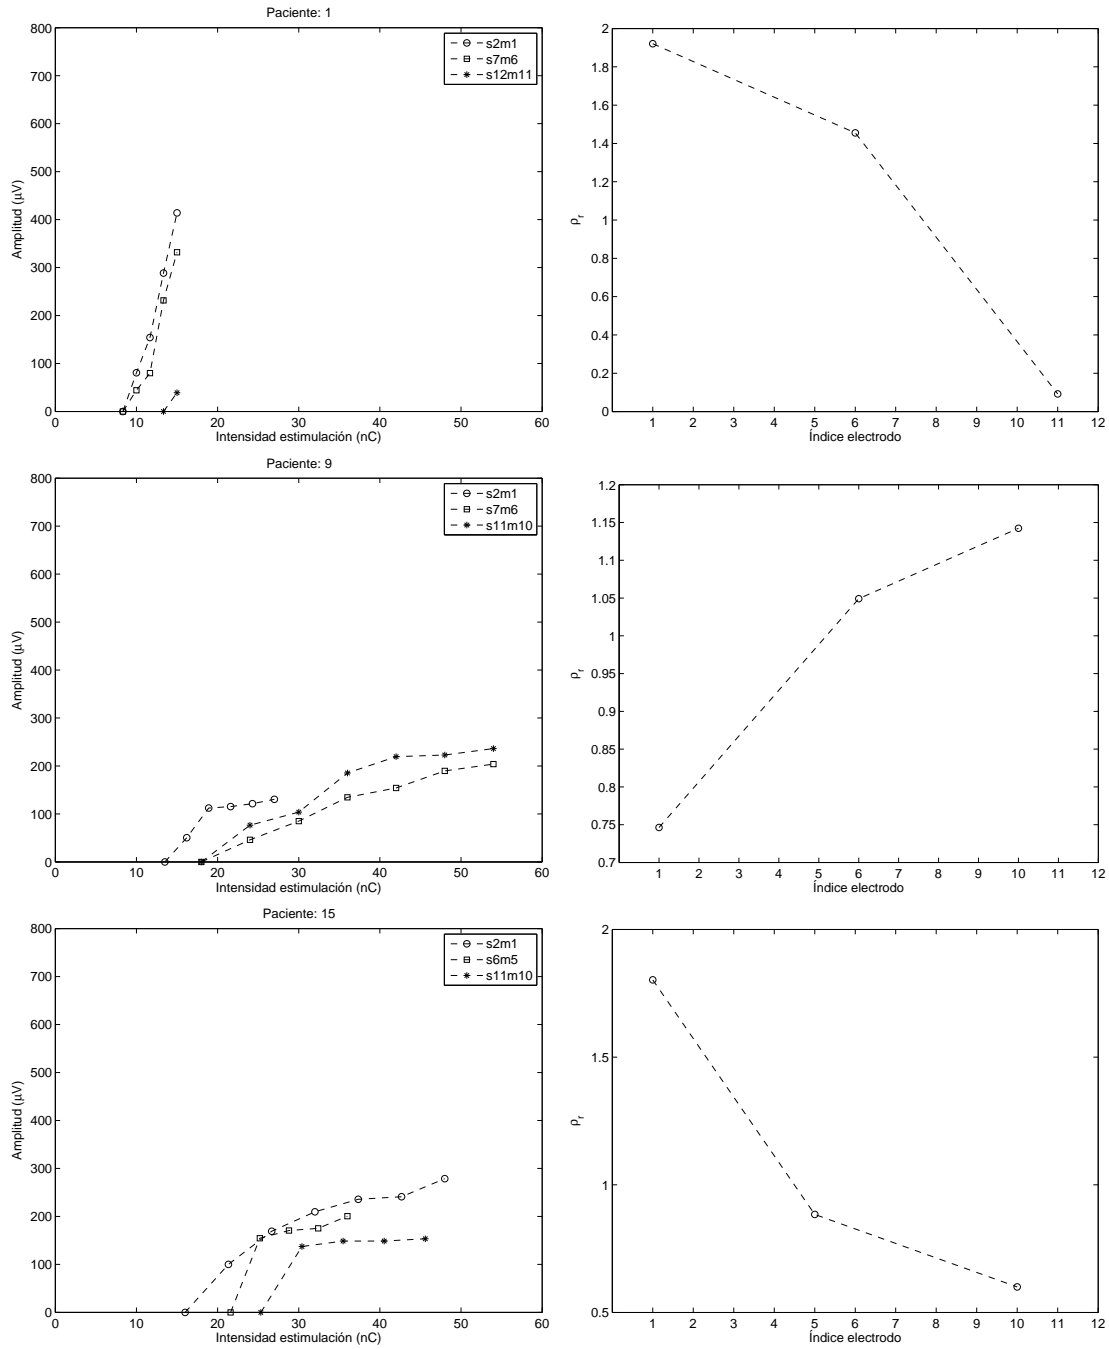 Paciente: 1
800
700
600
500
400
300
200
100
0
Amplitud (µV)
s2m1
s7m6
s12m11
0 10 20 30 40 50 60
Intensidad estimulación (nC)
2
1.8
1.6
1.4
1.2
1
0.8
0.6
0.4
0.2
0
ρr
1 2 3 4 5 6 7 8 9 10 11 12
Índice electrodo
Paciente: 9
800
700
600
500
400
300
200
100
0
Amplitud (µV)
s2m1
s7m6
s11m10
0 10 20 30 40 50 60
Intensidad estimulación (nC)
1.2
1.15
1.1
1.05
1
0.95
0.9
0.85
0.8
0.75
0.7
ρr
1 2 3 4 5 6 7 8 9 10 11 12
Índice electrodo
Paciente: 15
800
700
600
500
400
300
200
100
0
Amplitud (µV)
s2m1
s6m5
s11m10
0 10 20 30 40 50 60
Intensidad estimulación (nC)
2
1.5
1
0.5
ρr
1 2 3 4 5 6 7 8 9 10 11 12
Índice electrodo